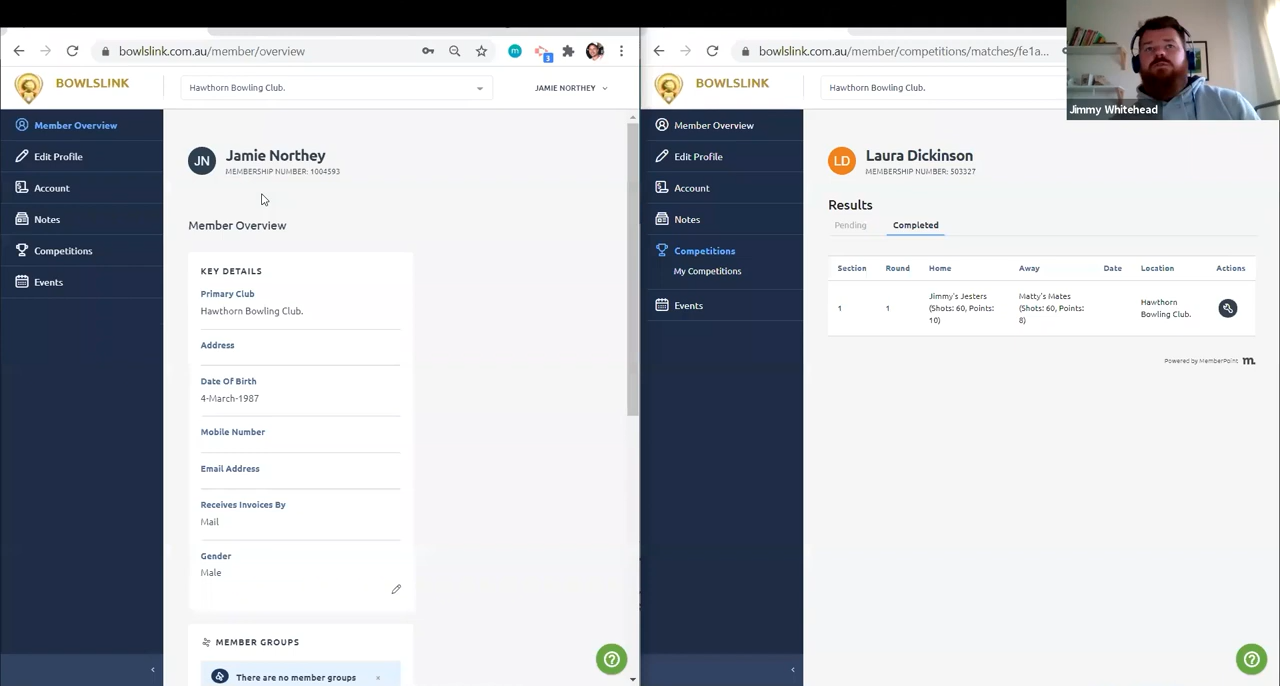 bowlslink.com.au/member/overview
3
BOWLSLINK
Hawthorn Bowling Club.
JAMIE NORTHEY
Member Overview
Edit Profile
Account
Notes
Competitions
Events
JN
Jamie Northey
MEMBERSHIP NUMBER: 1004593
Member Overview
KEY DETAILS
Primary Club
Hawthorn Bowling Club.
Address
Date Of Birth
4-March-1987
Mobile Number
Email Address
Receives Invoices By
Mail
Gender
Male
MEMBER GROUPS
There are no member groups
bowlslink.com.au/member/competitions/matches/fe1a...
BOWLSLINK
Hawthorn Bowling Club.
Jimmy Whitehead
Member Overview
Edit Profile
Account
Notes
Competitions
My Competitions
Events
LD
Laura Dickinson
MEMBERSHIP NUMBER: 503327
Results
Pending Completed
Section Round Home Away Date Location Actions
1 1 Jimmy's Jesters (Shots: 60, Points: 10) Matty's Mates (Shots: 60, Points: 8) Hawthorn Bowling Club.
Powered by MemberPoint m.